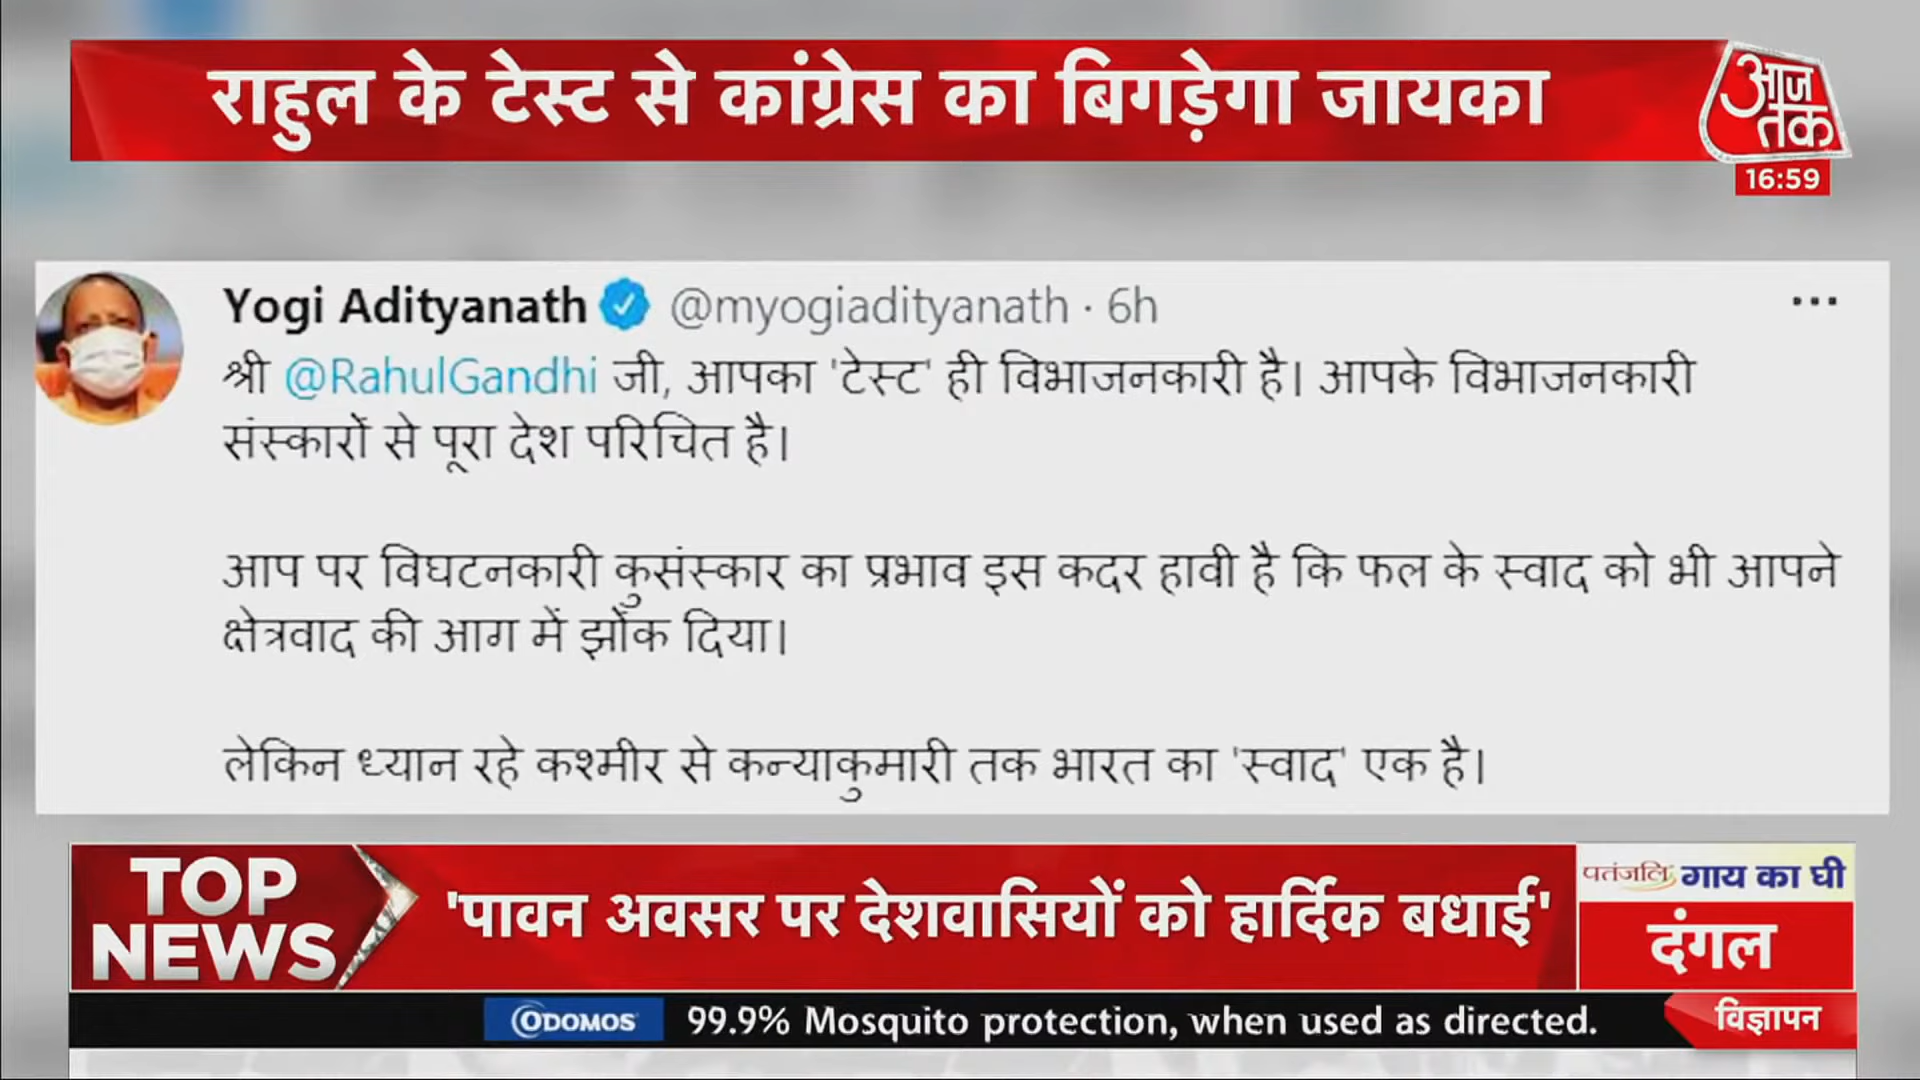 राहुल के टेस्ट से कांग्रेस का बिगड़ेगा जायका
आज
तक
16:59
Yogi Adityanath @myogiadityanath · 6h
श्री @RahulGandhi जी, आपका 'टेस्ट' ही विभाजनकारी है। आपके विभाजनकारी
संस्कारों से पूरा देश परिचित है।
आप पर विघटनकारी कुसंस्कार का प्रभाव इस कदर हावी है कि फल के स्वाद को भी आपने
क्षेत्रवाद की आग में झोंक दिया।
लेकिन ध्यान रहे कश्मीर से कन्याकुमारी तक भारत का 'स्वाद' एक है।
TOP
NEWS
'पावन अवसर पर देशवासियों को हार्दिक बधाई'
पतंजलि गाय का घी
दंगल
ODOMOS 99.9% Mosquito protection, when used as directed.
विज्ञापन